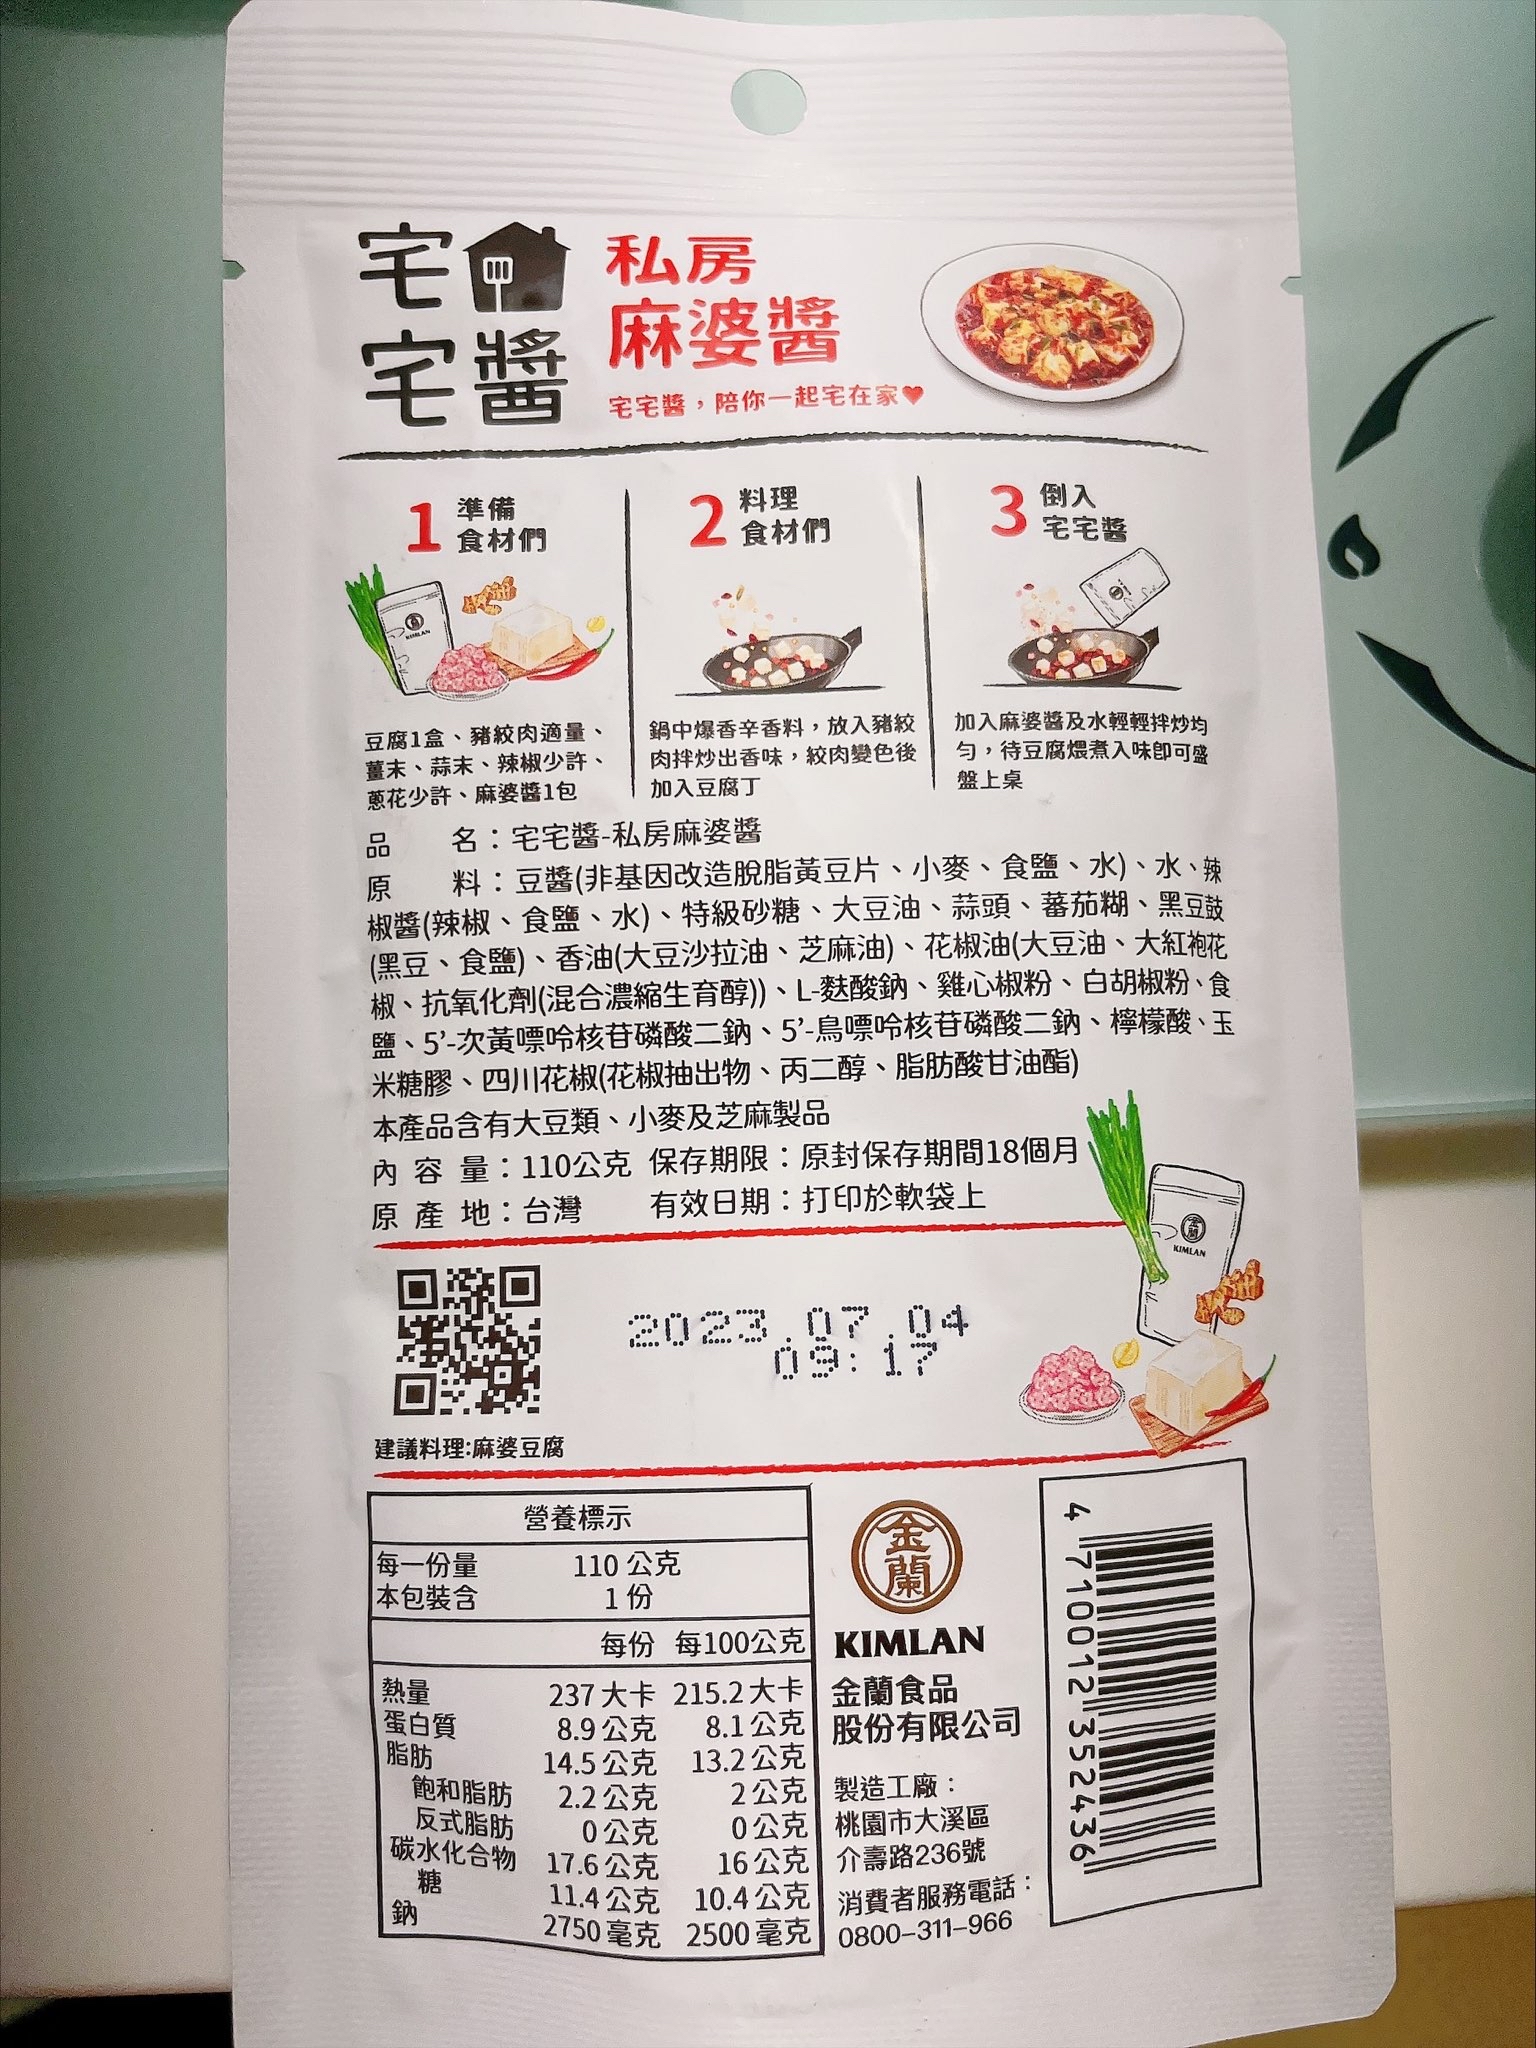 宅
宅醬
私房
麻婆醬
宅宅醬，陪你一起宅在家♥
1 準備
食材們
KIMLAN
豆腐1盒、豬絞肉適量、
薑末、蒜末、辣椒少許、
蔥花少許、麻婆醬1包
2 料理
食材們
鍋中爆香辛香料，放入豬絞
肉拌炒出香味，絞肉變色後
加入豆腐丁
3 倒入
宅宅醬
加入麻婆醬及水輕輕拌炒均
勻，待豆腐煨煮入味即可盛
盤上桌
品　　名：宅宅醬-私房麻婆醬
原　　料：豆醬(非基因改造脫脂黃豆片、小麥、食鹽、水)、水、辣
椒醬(辣椒、食鹽、水)、特級砂糖、大豆油、蒜頭、蕃茄糊、黑豆鼓
(黑豆、食鹽)、香油(大豆沙拉油、芝麻油)、花椒油(大豆油、大紅袍花
椒、抗氧化劑(混合濃縮生育醇))、L-麩酸鈉、雞心椒粉、白胡椒粉、食
鹽、5’-次黃嘌呤核苷磷酸二鈉、5’-鳥嘌呤核苷磷酸二鈉、檸檬酸、玉
米糖膠、四川花椒(花椒抽出物、丙二醇、脂肪酸甘油酯)
本產品含有大豆類、小麥及芝麻製品
內 容 量：110公克 保存期限：原封保存期間18個月
原 產 地：台灣　有效日期：打印於軟袋上
金蘭
KIMLAN
2023.07.04
09:17
建議料理:麻婆豆腐
營養標示
每一份量 110 公克
本包裝含 1 份
每份 每100公克
熱量 237 大卡 215.2 大卡
蛋白質 8.9 公克 8.1 公克
脂肪 14.5 公克 13.2 公克
飽和脂肪 2.2 公克 2 公克
反式脂肪 0 公克 0 公克
碳水化合物 17.6 公克 16 公克
糖 11.4 公克 10.4 公克
鈉 2750 毫克 2500 毫克
金蘭
KIMLAN
金蘭食品
股份有限公司
製造工廠：
桃園市大溪區
介壽路236號
消費者服務電話：
0800-311-966
4 710012 352436